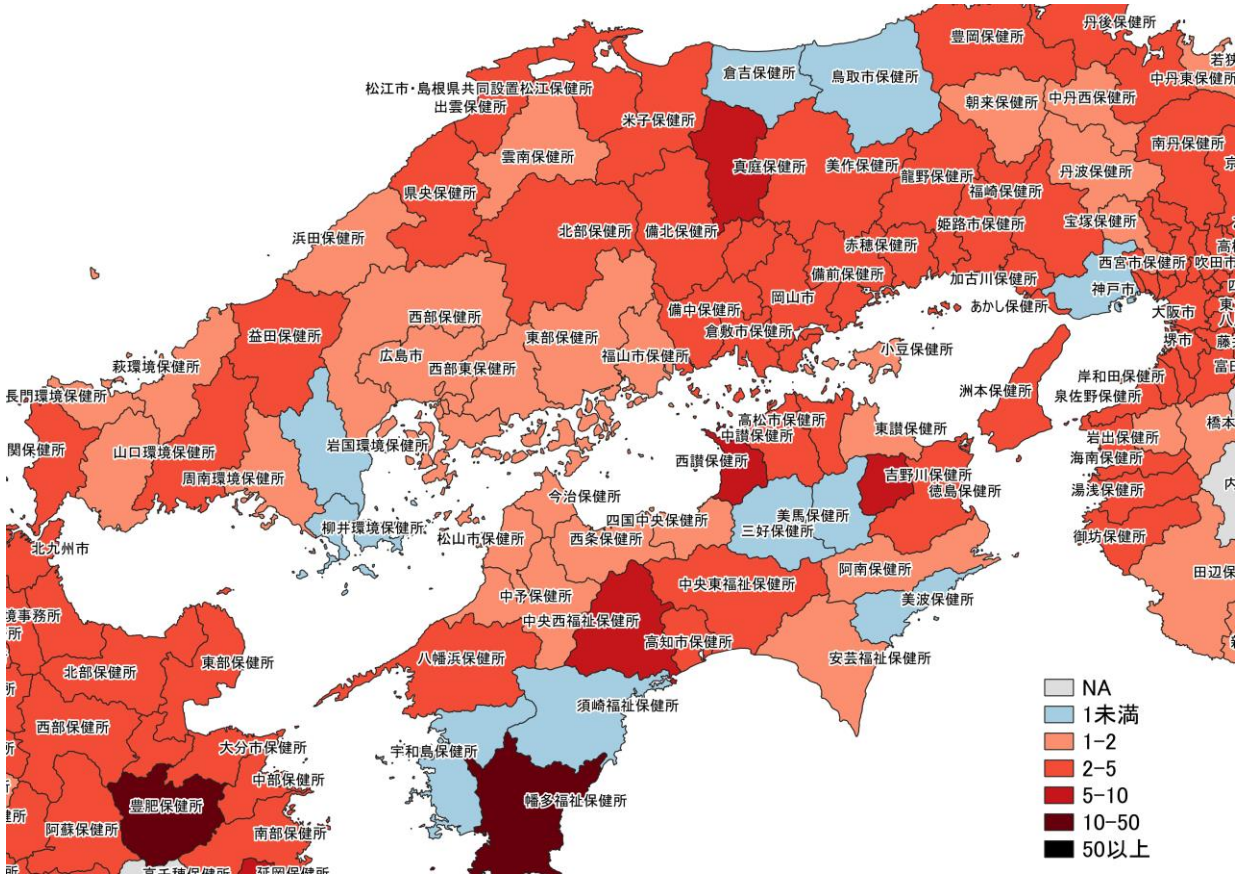 丹後保健所
豊岡保健所
若狭
中丹東保健所
倉吉保健所
鳥取市保健所
松江市・島根県共同設置松江保健所
出雲保健所
朝来保健所
中丹西保健所
米子保健所
雲南保健所
真庭保健所
美作保健所
龍野保健所
福崎保健所
丹波保健所
南丹保健所
京
県央保健所
浜田保健所
北部保健所
備北保健所
赤穂保健所
姫路市保健所
宝塚保健所
西宮市保健所
吹田市
備前保健所
加古川保健所
神戸市
西部保健所
備中保健所
岡山市
あかし保健所
大阪市
東
八
益田保健所
東部保健所
倉敷市保健所
堺市
藤
萩環境保健所
広島市
西部東保健所
福山市保健所
小豆保健所
岸和田保健所
富田
長門環境保健所
洲本保健所
泉佐野保健所
高松市保健所
中讃保健所
東讃保健所
橋本
関保健所
山口環境保健所
岩国環境保健所
西讃保健所
岩出保健所
海南保健所
周南環境保健所
吉野川保健所
徳島保健所
湯浅保健所
内
今治保健所
四国中央保健所
美馬保健所
三好保健所
柳井環境保健所
松山市保健所
西条保健所
御坊保健所
北九州市
中予保健所
中央東福祉保健所
阿南保健所
田辺保
境事務所
中央西福祉保健所
美波保健所
北部保健所
東部保健所
八幡浜保健所
高知市保健所
安芸福祉保健所
西部保健所
須崎福祉保健所
大分市保健所
宇和島保健所
中部保健所
豊肥保健所
幡多福祉保健所
阿蘇保健所
南部保健所
高千穂保健所
延岡保健所
NA
1未満
1-2
2-5
5-10
10-50
50以上